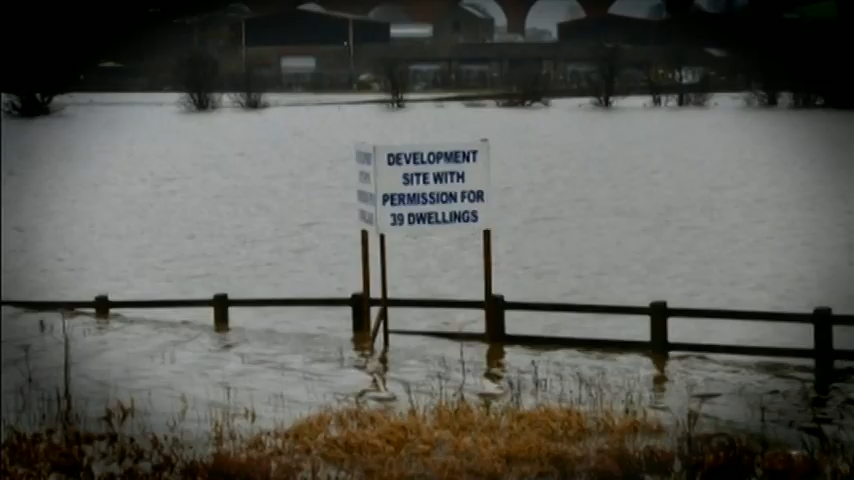 DEVELOPMENT
SITE WITH
PERMISSION FOR
39 DWELLINGS